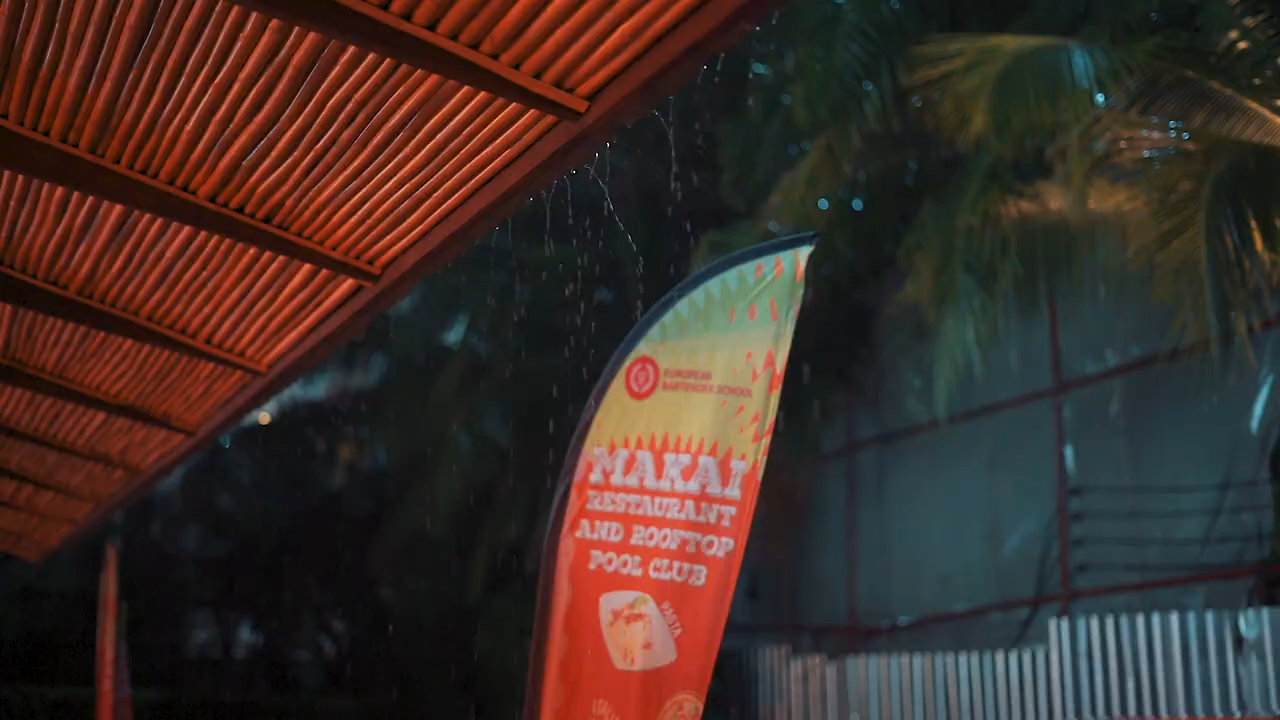 EUROPEAN
BARTENDER SCHOOL
MAKAI
RESTAURANT
AND ROOFTOP
POOL CLUB
PASTA